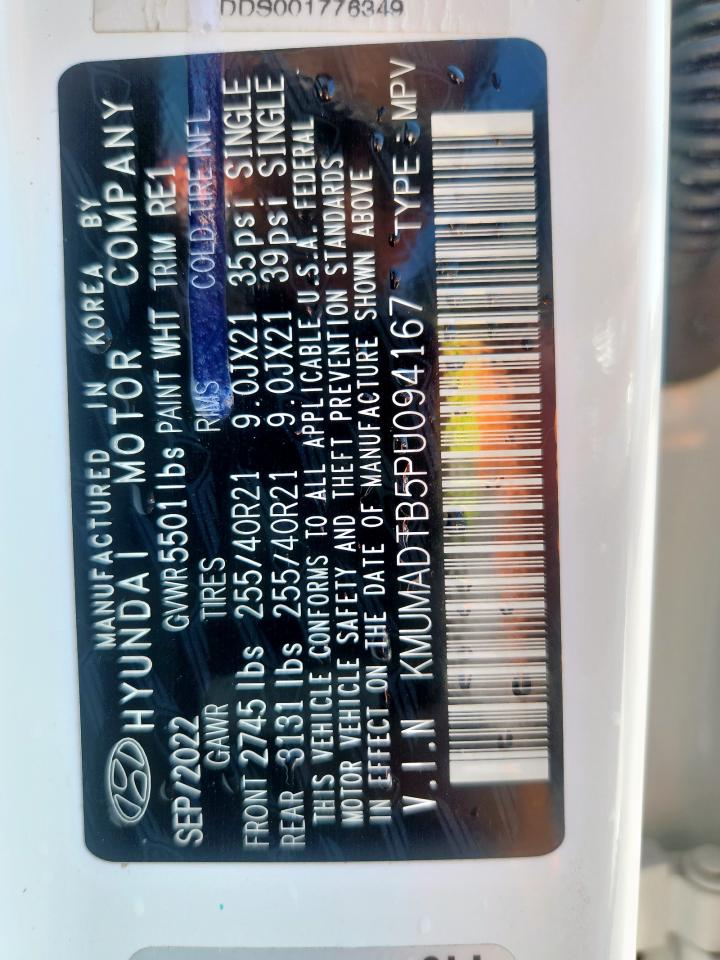 DDS001776349
MANUFACTURED IN KOREA BY
HYUNDAI MOTOR COMPANY
SEP/2022 GVWR 5501lbs PAINT WHT TRIM RE1
GAWR TIRES RIMS COLD TIRE INFL
FRONT 2745 lbs 255/40R21 9.0JX21 35psi SINGLE
REAR 3131 lbs 255/40R21 9.0JX21 39psi SINGLE
THIS VEHICLE CONFORMS TO ALL APPLICABLE U.S.A. FEDERAL
MOTOR VEHICLE SAFETY AND THEFT PREVENTION STANDARDS
IN EFFECT ON THE DATE OF MANUFACTURE SHOWN ABOVE
V.I.N KMUMADTB5PU094167 TYPE : MPV